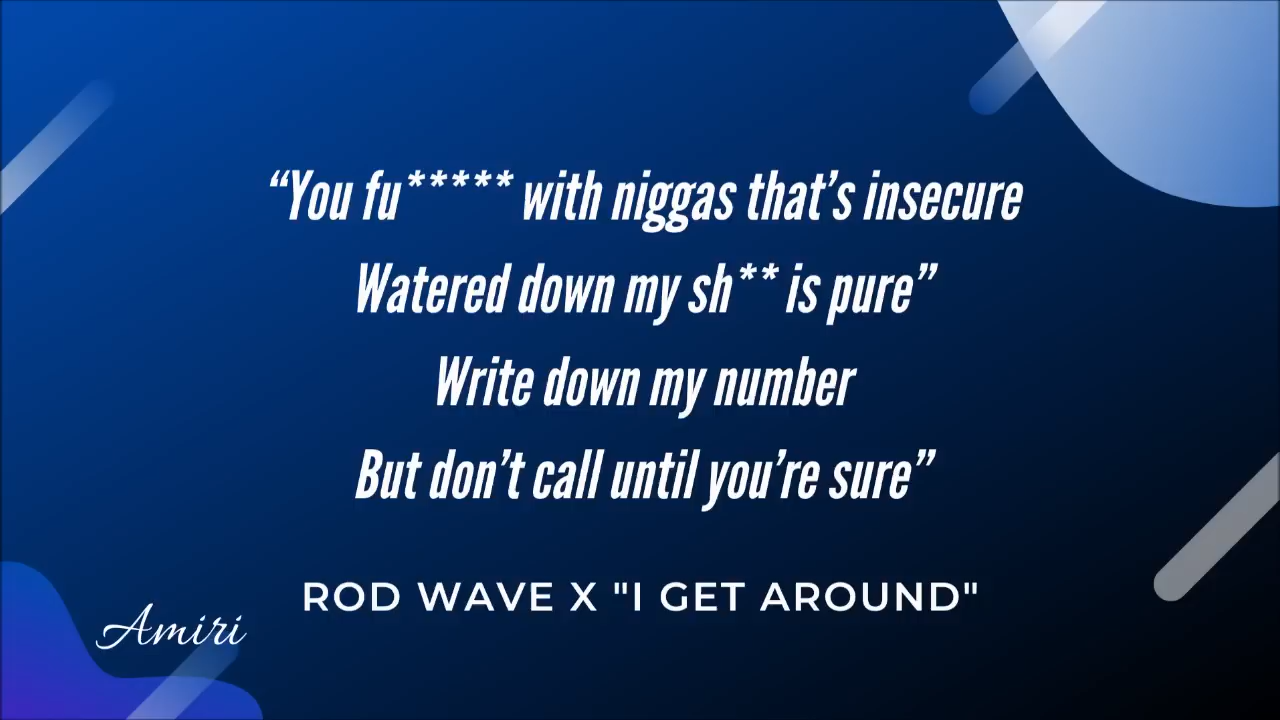 “You fu***** with niggas that’s insecure
Watered down my sh** is pure”
Write down my number
But don’t call until you’re sure”
ROD WAVE X "I GET AROUND"
Amiri